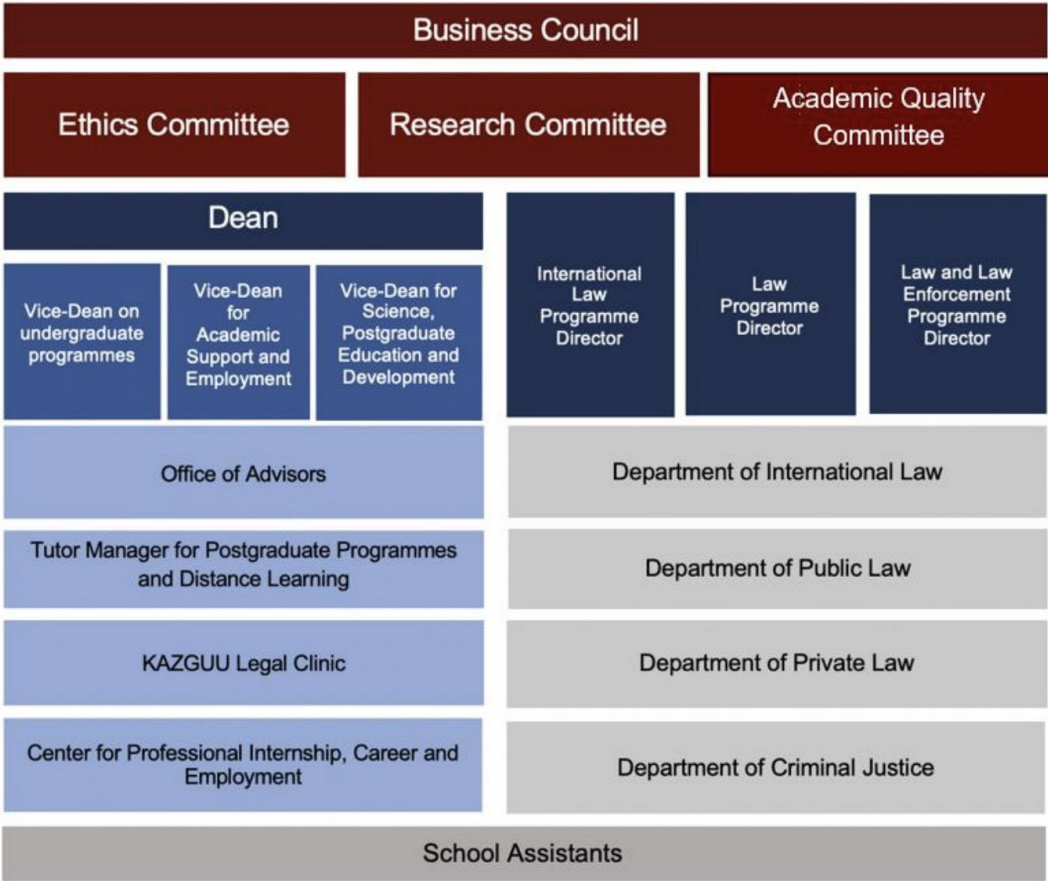 Business Council
Ethics Committee
Research Committee
Academic Quality
Committee
Dean
Vice-Dean on
undergraduate
programmes
Vice-Dean
for
Academic
Support and
Employment
Vice-Dean for
Science,
Postgraduate
Education and
Development
International
Law
Programme
Director
Law
Programme
Director
Law and Law
Enforcement
Programme
Director
Office of Advisors
Tutor Manager for Postgraduate Programmes
and Distance Learning
KAZGUU Legal Clinic
Center for Professional Internship, Career and
Employment
Department of International Law
Department of Public Law
Department of Private Law
Department of Criminal Justice
School Assistants